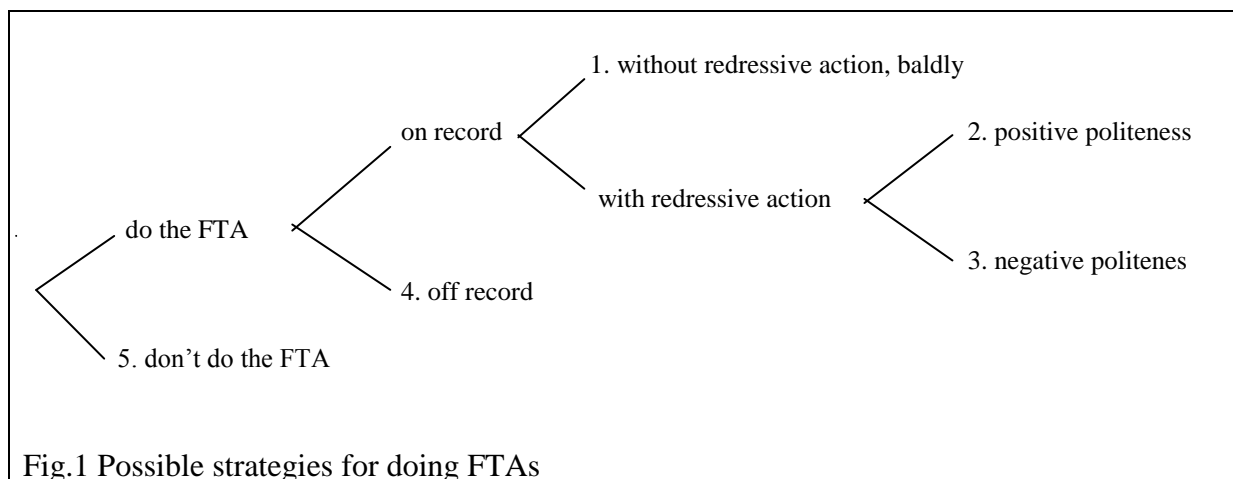 1. without redressive action, baldly
on record
2. positive politeness
with redressive action
do the FTA
3. negative politenes
4. off record
5. don’t do the FTA
Fig.1 Possible strategies for doing FTAs